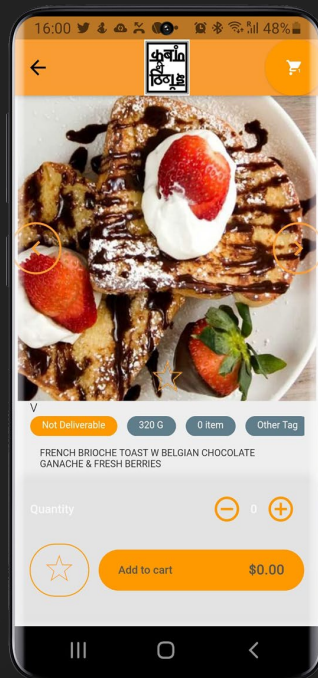 16:00
48%
V
Not Deliverable
320 G
0 item
Other Tag
FRENCH BRIOCHE TOAST W BELGIAN CHOCOLATE
GANACHE & FRESH BERRIES
Quantity
0
Add to cart
$0.00